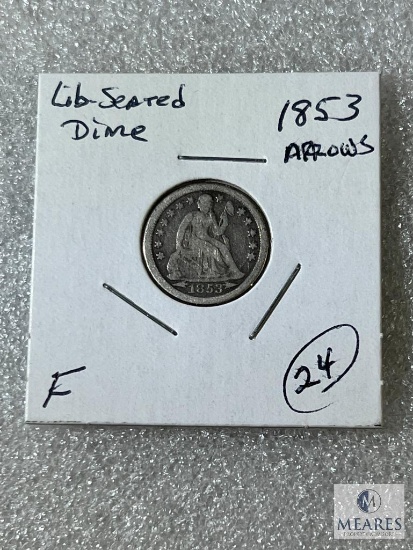 Lib-Seated
Dime
1853
ARROWS
1853
F
24
M
MEARES